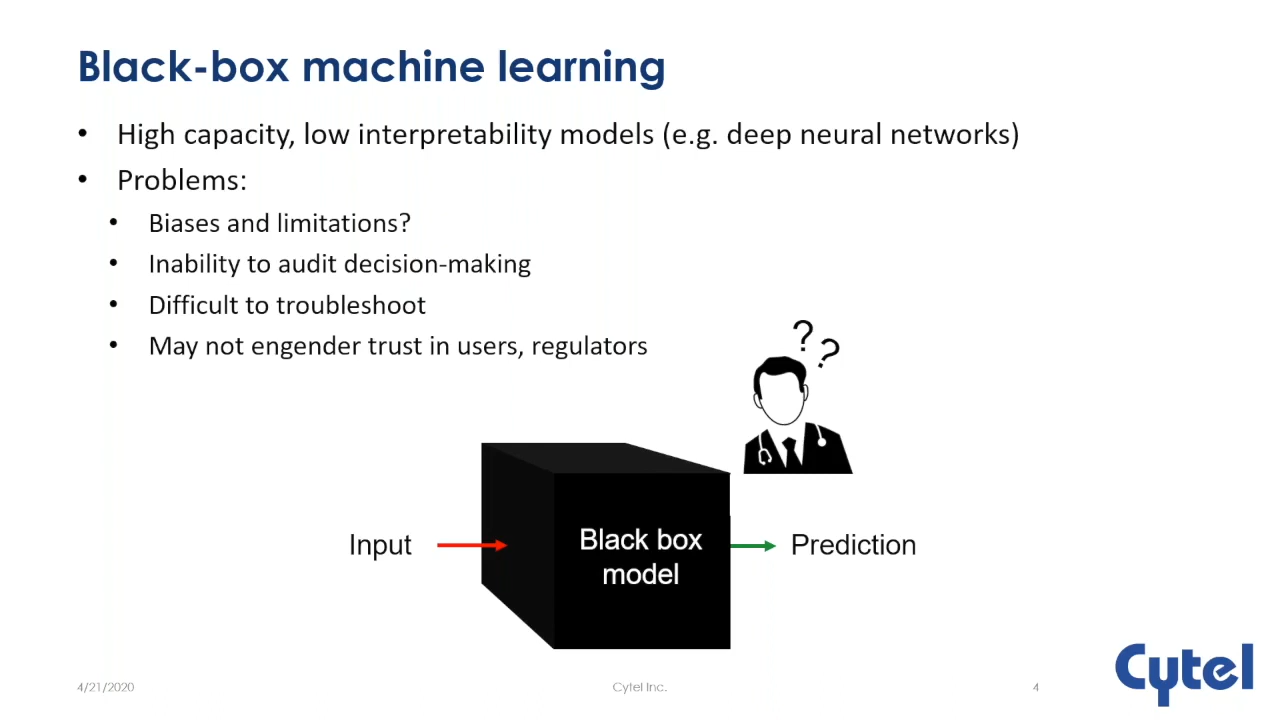 Black-box machine learning
• High capacity, low interpretability models (e.g. deep neural networks)
• Problems:
• Biases and limitations?
• Inability to audit decision-making
• Difficult to troubleshoot
• May not engender trust in users, regulators
? ?
Input
Black box
model
Prediction
4/21/2020
Cytel Inc.
4
Cytel